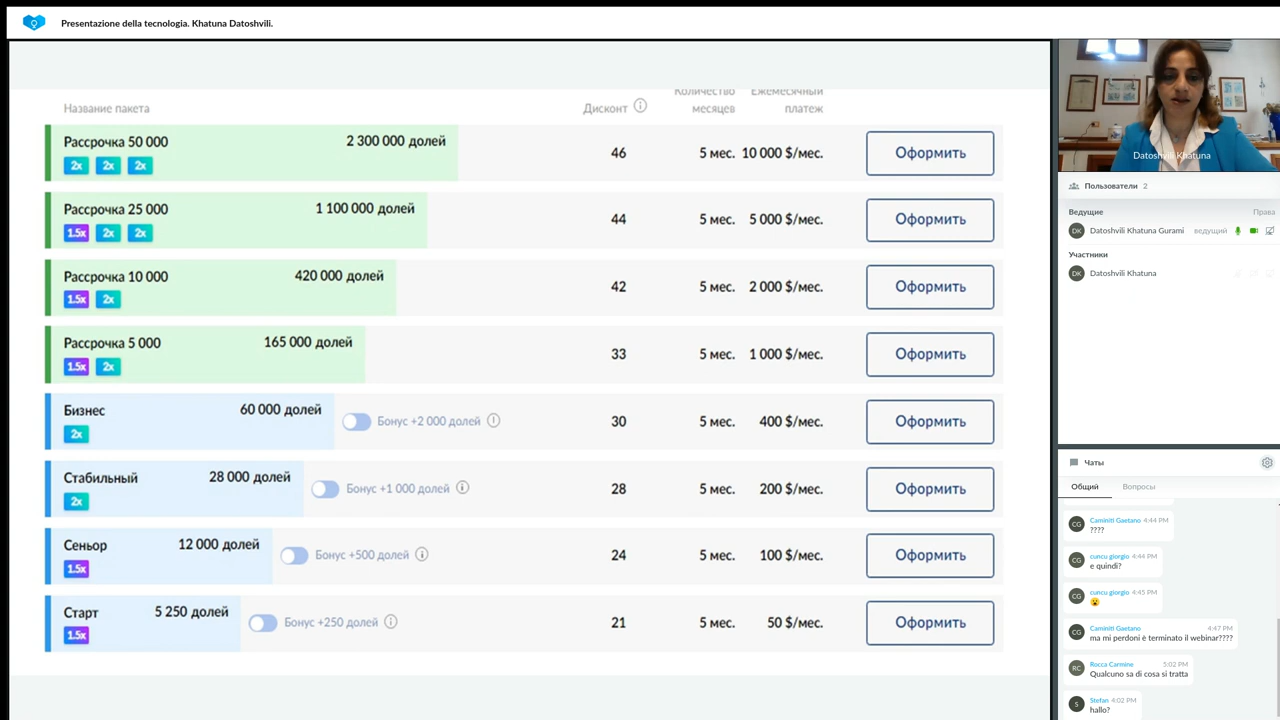 Presentazione della tecnologia. Khatuna Datoshvili.
Название пакета
Дисконт
Количество месяцев
Ежемесячный платеж
Рассрочка 50 000
2 300 000 долей
2x 2x 2x
46
5 мес.
10 000 $/мес.
Оформить
Рассрочка 25 000
1 100 000 долей
1.5x 2x 2x
44
5 мес.
5 000 $/мес.
Оформить
Рассрочка 10 000
420 000 долей
1.5x 2x
42
5 мес.
2 000 $/мес.
Оформить
Рассрочка 5 000
165 000 долей
1.5x 2x
33
5 мес.
1 000 $/мес.
Оформить
Бизнес
60 000 долей
2x
Бонус +2 000 долей
30
5 мес.
400 $/мес.
Оформить
Стабильный
28 000 долей
2x
Бонус +1 000 долей
28
5 мес.
200 $/мес.
Оформить
Сеньор
12 000 долей
1.5x
Бонус +500 долей
24
5 мес.
100 $/мес.
Оформить
Старт
5 250 долей
1.5x
Бонус +250 долей
21
5 мес.
50 $/мес.
Оформить
Datoshvili Khatuna
Пользователи 2
Ведущие
Права
DK
Datoshvili Khatuna Gurami
ведущий
Участники
DK
Datoshvili Khatuna
Чаты
Общий
Вопросы
CG
Caminiti Gaetano 4:44 PM
????
CG
cuncu giorgio 4:44 PM
e quindi?
CG
cuncu giorgio 4:45 PM
😮
CG
Caminiti Gaetano 4:47 PM
ma mi perdoni è terminato il webinar????
RC
Rocca Carmine 5:02 PM
Qualcuno sa di cosa si tratta
S
Stefan 4:02 PM
hallo?